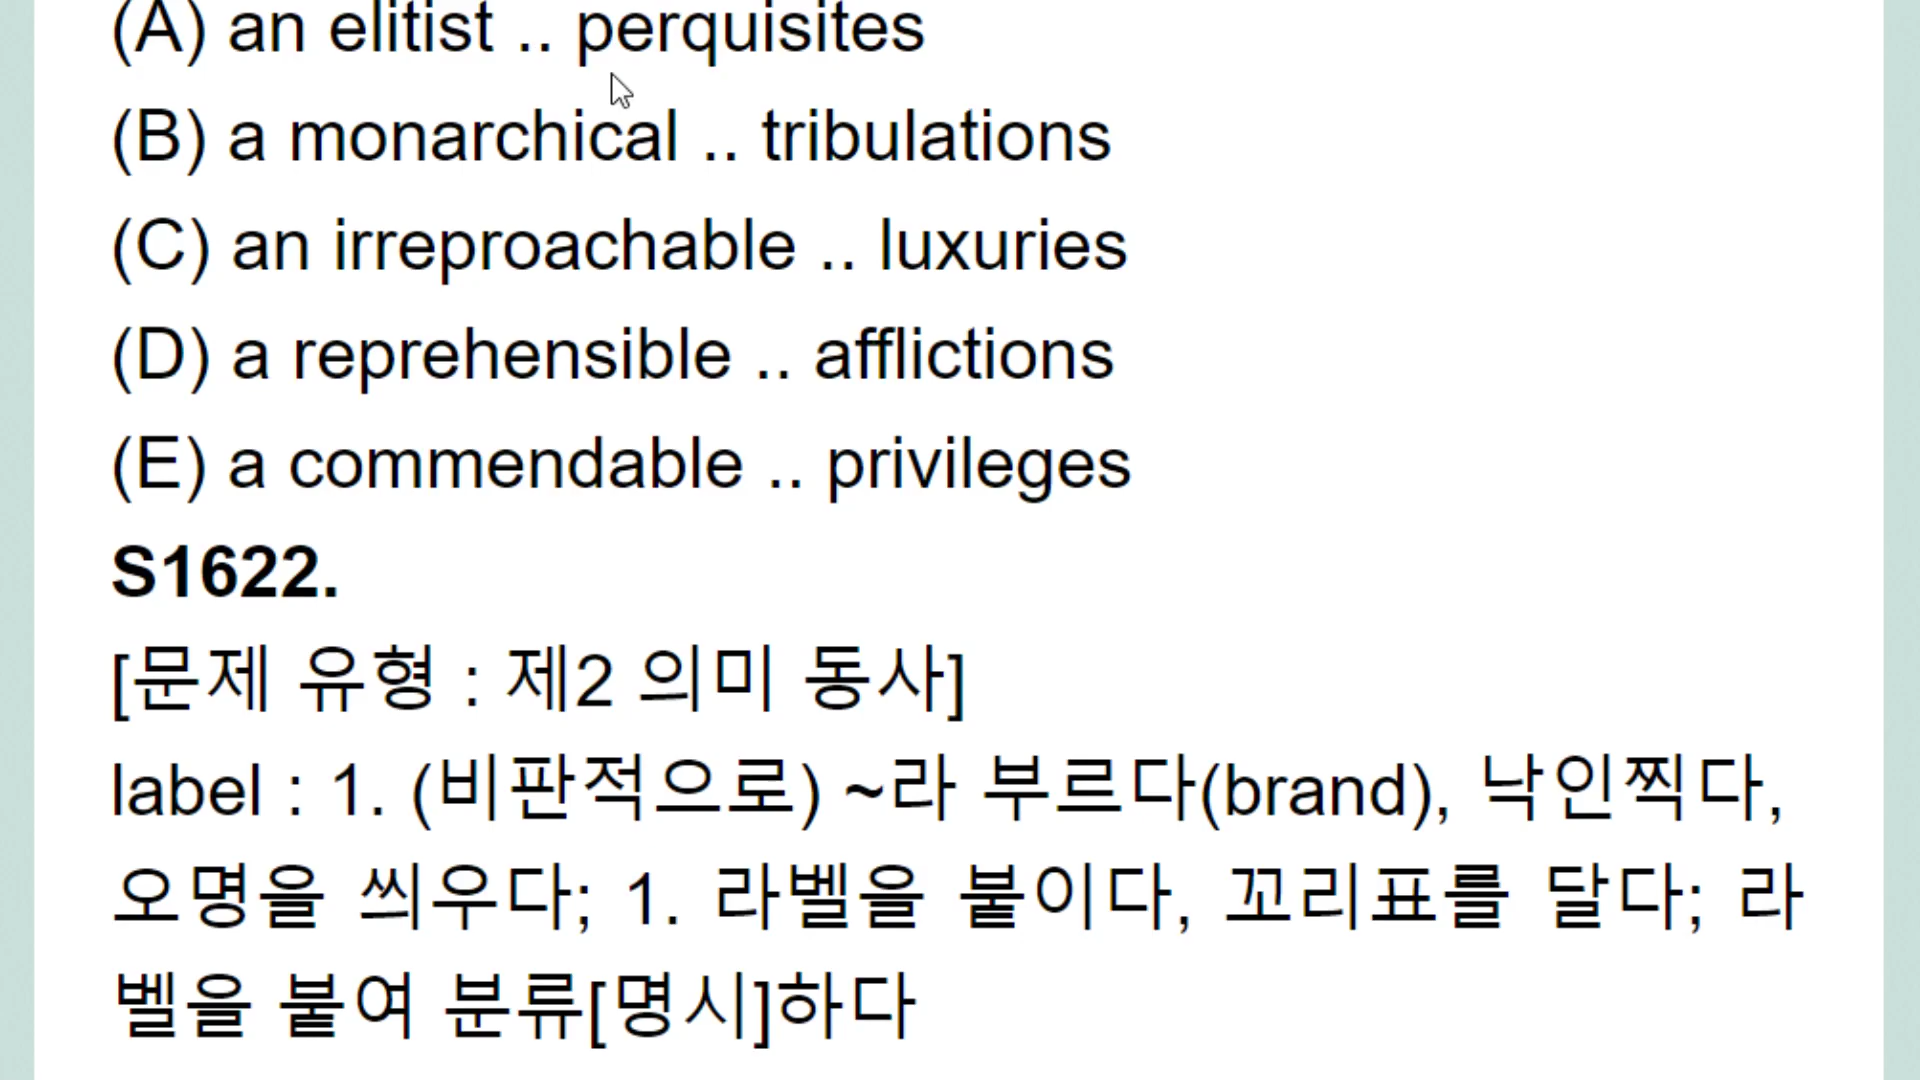 (A) an elitist .. perquisites
(B) a monarchical .. tribulations
(C) an irreproachable .. luxuries
(D) a reprehensible .. afflictions
(E) a commendable .. privileges
S1622.
[문제 유형 : 제2 의미 동사]
label : 1. (비판적으로) ~라 부르다(brand), 낙인찍다,
오명을 씌우다; 1. 라벨을 붙이다, 꼬리표를 달다; 라
벨을 붙여 분류[명시]하다